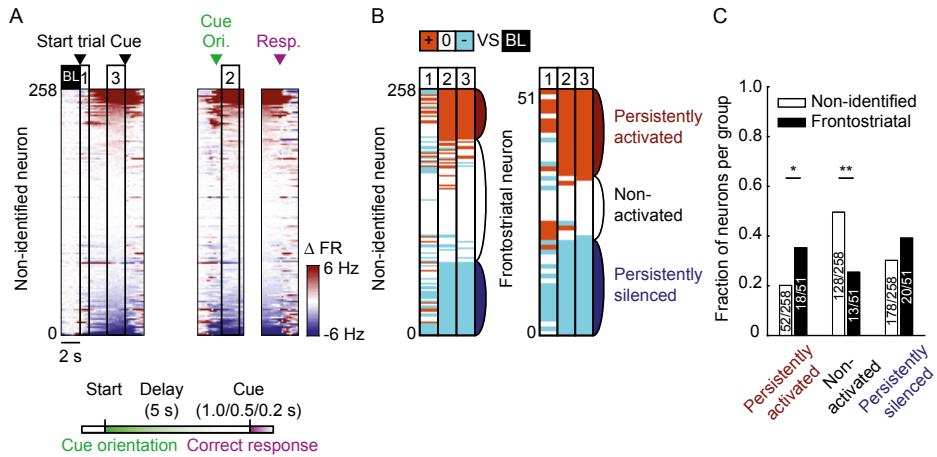 A
Start trial Cue
BL 1 3
258
Non-identified neuron
0
2 s
Cue
Ori.
2
Resp.
Δ FR
6 Hz
-6 Hz
Start Delay Cue
(5 s) (1.0/0.5/0.2 s)
Cue orientation Correct response
B
+ 0 - VS BL
1 2 3
258
Non-identified neuron
0
1 2 3
51
Frontostriatal neuron
0
Persistently
activated
Non-
activated
Persistently
silenced
C
Fraction of neurons per group
1.0
0.8
0.6
0.4
0.2
0
Non-identified
Frontostriatal
*
**
52/258
18/51
128/258
13/51
178/258
20/51
Persistently
activated
Non-
activated
Persistently
silenced